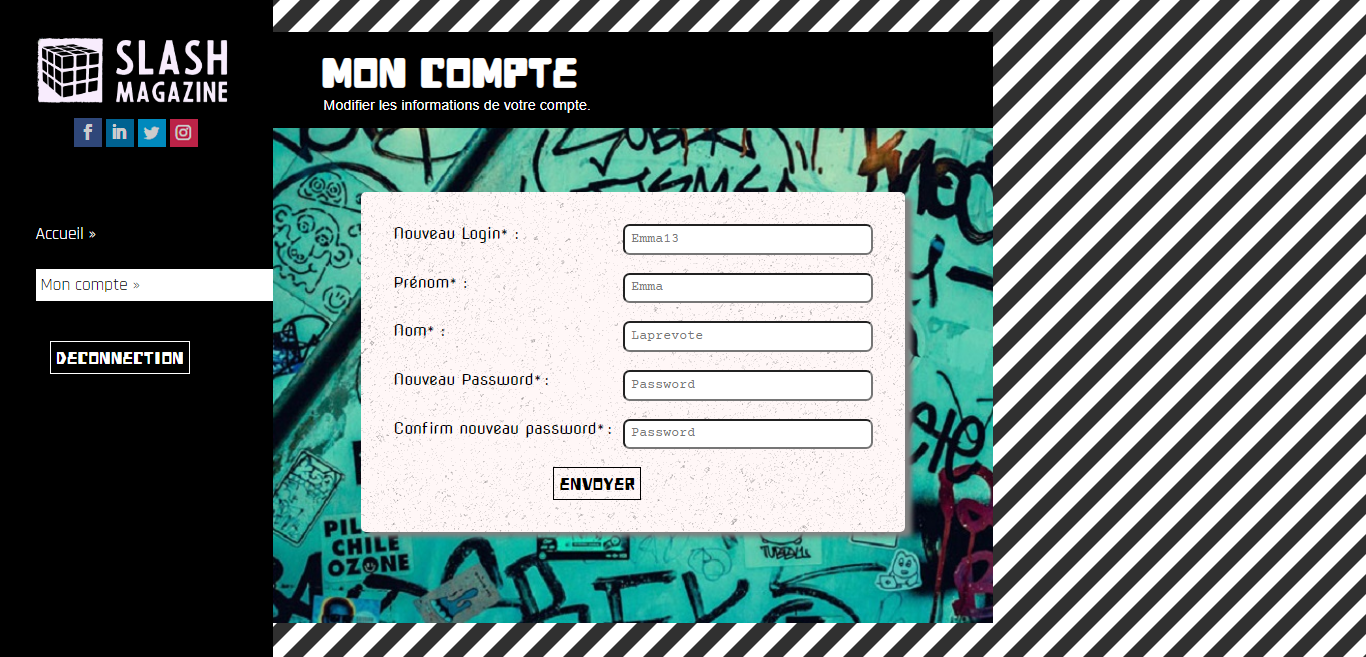 SLASH
MAGAZINE
Accueil »
Mon compte »
DECONNECTION
MON COMPTE
Modifier les informations de votre compte.
Nouveau Login* :
Emma13
Prénom* :
Emma
Nom* :
Laprevote
Nouveau Password* :
Password
Confirm nouveau password* :
Password
ENVOYER
CHILE
OZONE